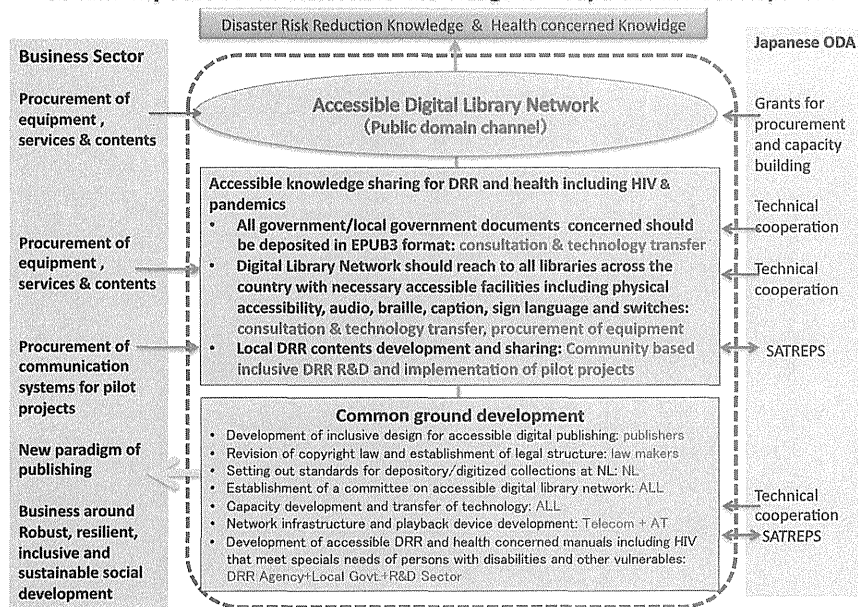 Disaster Risk Reduction Knowledge & Health concerned Knowldge
Business Sector
Procurement of
equipment ,
services & contents
Procurement of
equipment ,
services & contents
Procurement of
communication
systems for pilot
projects
New paradigm of
publishing
Business around
Robust, resilient,
inclusive and
sustainable social
development
Accessible Digital Library Network
(Public domain channel)
Accessible knowledge sharing for DRR and health including HIV &
pandemics
• All government/local government documents concerned should
be deposited in EPUB3 format: consultation & technology transfer
• Digital Library Network should reach to all libraries across the
country with necessary accessible facilities including physical
accessibility, audio, braille, caption, sign language and switches:
consultation & technology transfer, procurement of equipment
• Local DRR contents development and sharing: Community based
inclusive DRR R&D and implementation of pilot projects
Common ground development
• Development of inclusive design for accessible digital publishing: publishers
• Revision of copyright law and establishment of legal structure: law makers
• Setting out standards for depository/digitized collections at NL: NL
• Establishment of a committee on accessible digital library network: ALL
• Capacity development and transfer of technology: ALL
• Network infrastructure and playback device development: Telecom + AT
• Development of accessible DRR and health concerned manuals including HIV
that meet specials needs of persons with disabilities and other vulnerables:
DRR Agency+Local Govt.+R&D Sector
Japanese ODA
Grants for
procurement
and capacity
building
Technical
cooperation
Technical
cooperation
SATREPS
Technical
cooperation
SATREPS